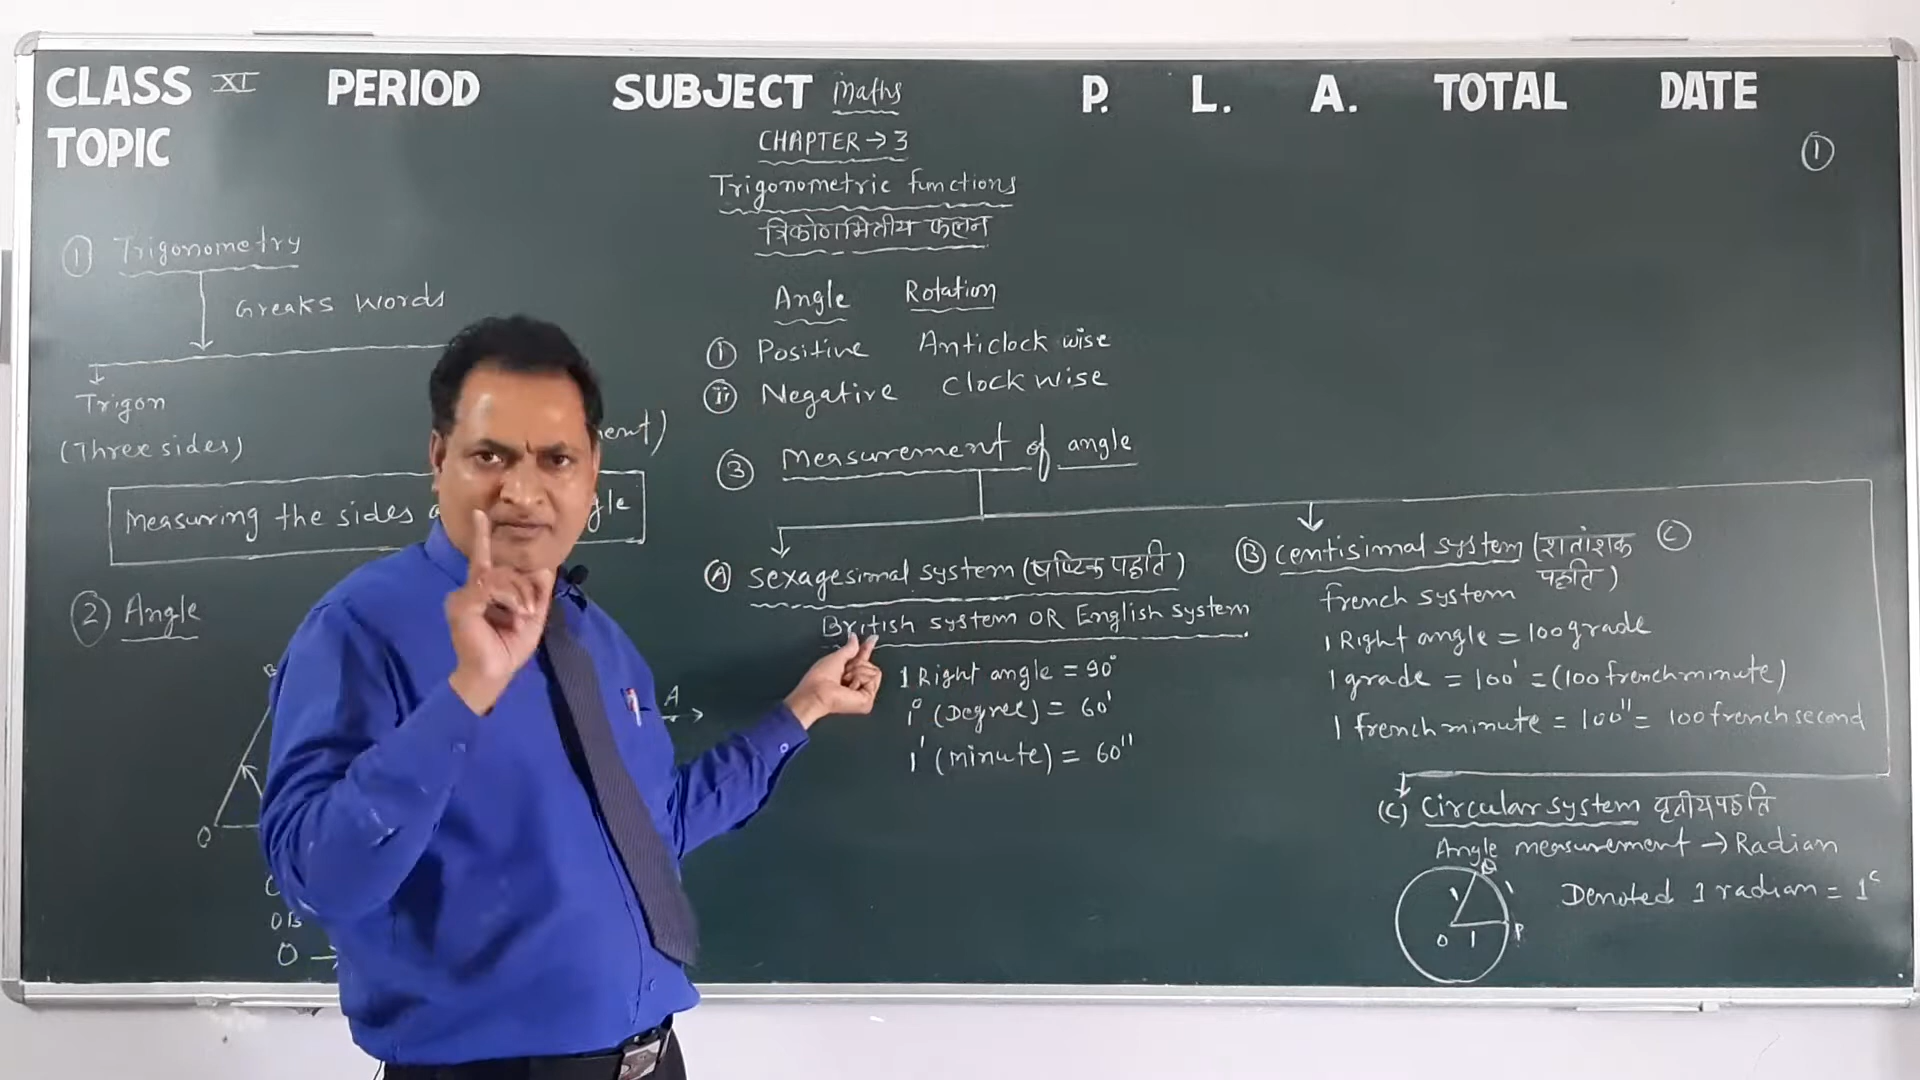 CLASS XI PERIOD SUBJECT Maths P. L. A. TOTAL DATE
TOPIC
CHAPTER → 3
①
Trigonometric functions
त्रिकोणमितीय फलन
① Trigonometry
Greaks words
Trigon
(Three sides)
Measuring the sides
② Angle
B
A
O
O →
Angle Rotation
① Positive Anticlock wise
ⅱ Negative Clock wise
③ Measurement of angle
Ⓐ Sexagesimal system (षष्टिक पद्धति)
British system OR English system
1 Right angle = 90°
1° (Degree) = 60'
1' (minute) = 60"
Ⓑ Centisimal system (शतांशक पद्धति)
Ⓒ
french system
1 Right angle = 100 grade
1 grade = 100' = (100 french minute)
1 french minute = 100" = 100 french second
(C) Circular system वृतीय पद्धति
Angle measurement → Radian
Denoted 1 radian = 1ᶜ
1
1
O 1 P